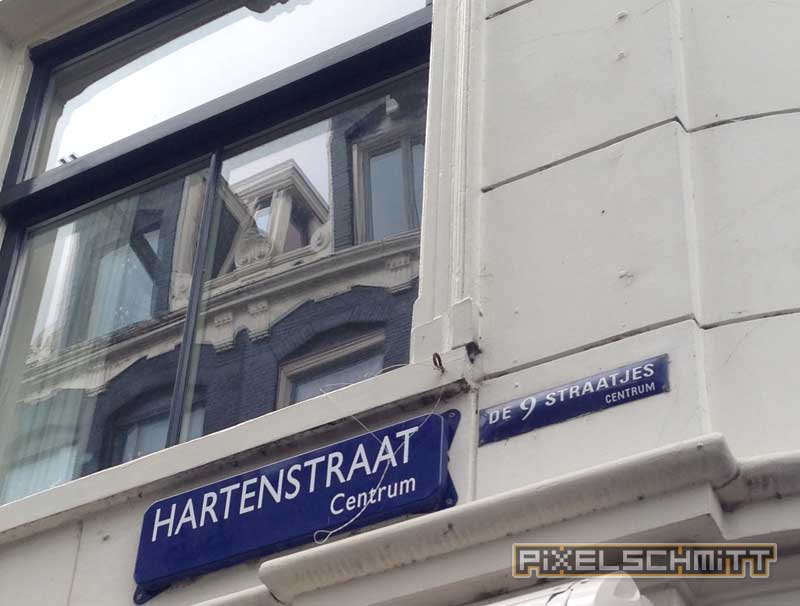 HARTENSTRAAT
Centrum
DE 9 STRAATJES
CENTRUM
PIXELSCHMITT